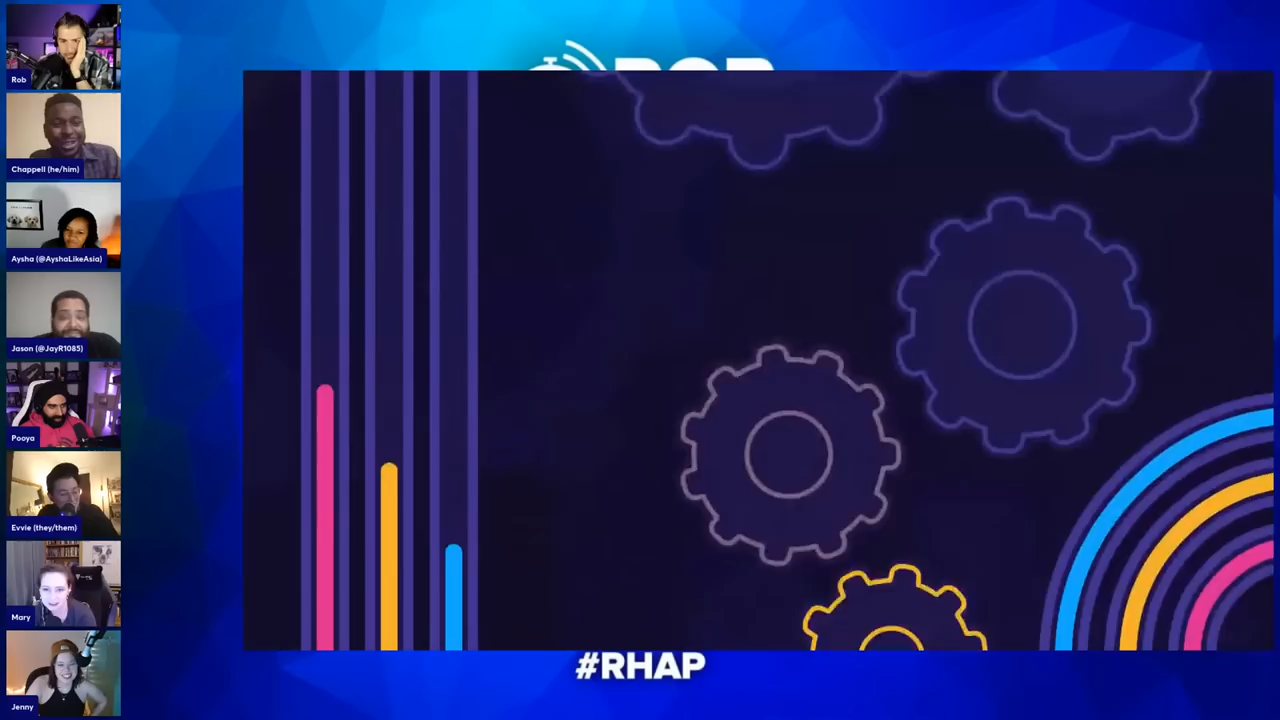 Rob
Chappell (he/him)
Aysha (@AyshaLikeAsia)
Jason (@JayR1085)
Pooya
Evvie (they/them)
Mary
Jenny
#RHAP